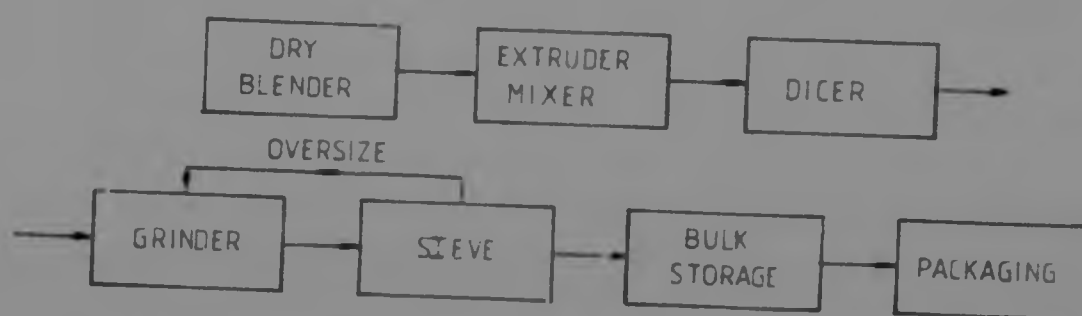 DRY
BLENDER
EXTRUDER
MIXER
DICER
OVERSIZE
GRINDER
SIEVE
BULK
STORAGE
PACKAGING